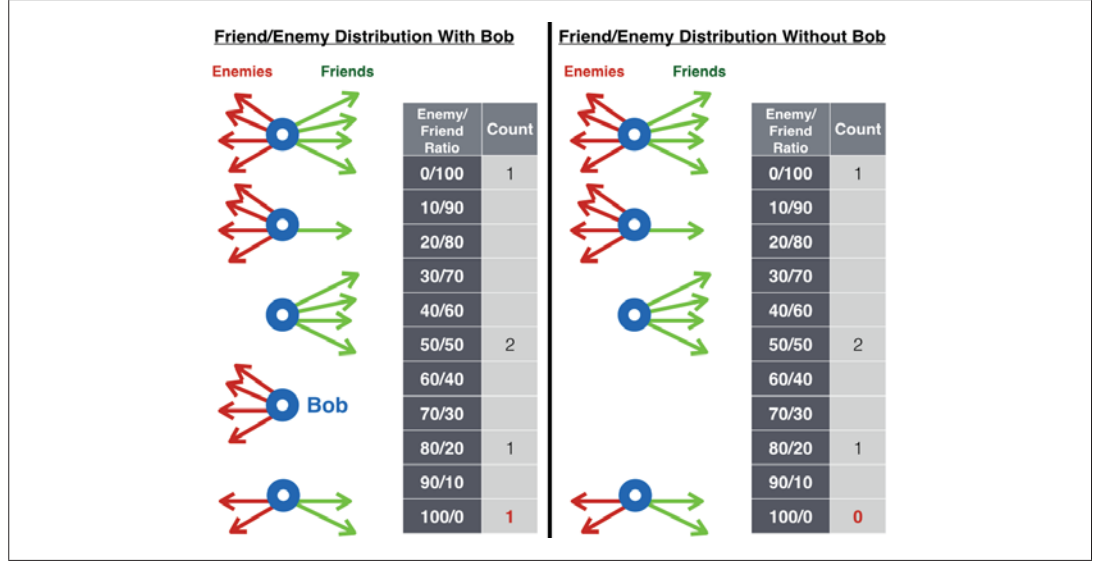 Friend/Enemy Distribution With Bob
Enemies Friends
Enemy/
Friend
Ratio
Count
0/100 1
10/90
20/80
30/70
40/60
50/50 2
60/40
70/30
80/20 1
90/10
100/0 1
Bob
Friend/Enemy Distribution Without Bob
Enemies Friends
Enemy/
Friend
Ratio
Count
0/100 1
10/90
20/80
30/70
40/60
50/50 2
60/40
70/30
80/20 1
90/10
100/0 0